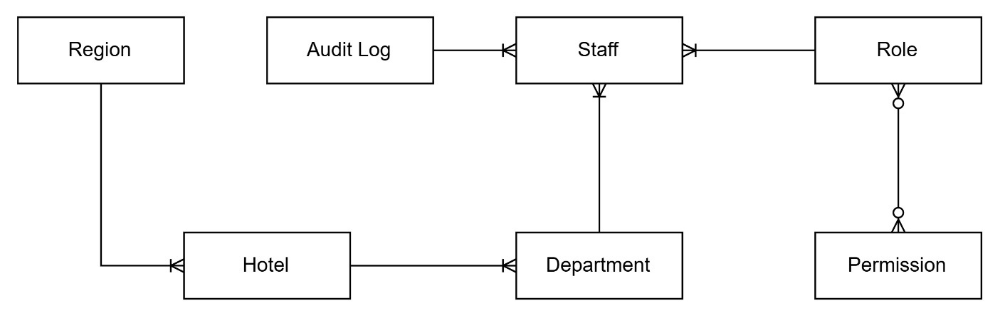 Region
Audit Log
Staff
Role
Hotel
Department
Permission